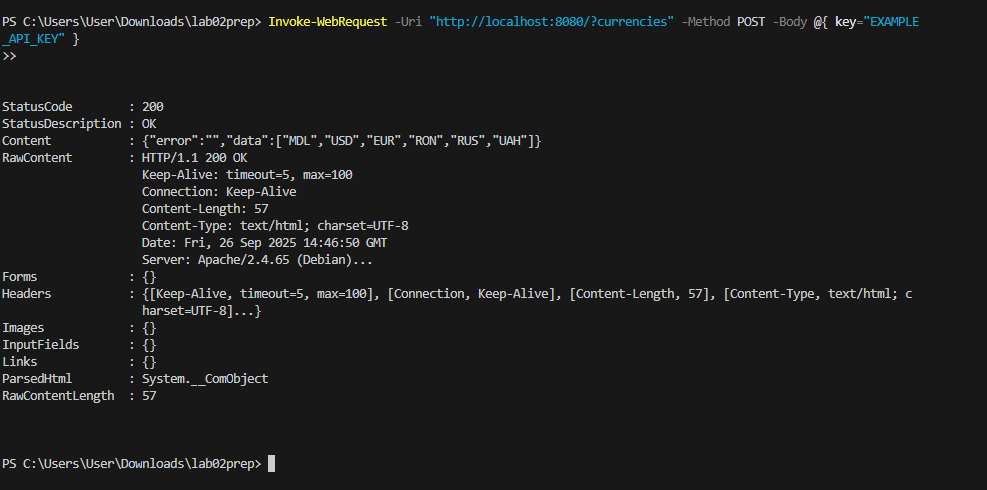 PS C:\Users\User\Downloads\lab02prep> Invoke-WebRequest -Uri "http://localhost:8080/?currencies" -Method POST -Body @{ key="EXAMPLE
_API_KEY" }
>>
StatusCode        : 200
StatusDescription : OK
Content           : {"error":"","data":["MDL","USD","EUR","RON","RUS","UAH"]}
RawContent        : HTTP/1.1 200 OK
                    Keep-Alive: timeout=5, max=100
                    Connection: Keep-Alive
                    Content-Length: 57
                    Content-Type: text/html; charset=UTF-8
                    Date: Fri, 26 Sep 2025 14:46:50 GMT
                    Server: Apache/2.4.65 (Debian)...
Forms             : {}
Headers           : {[Keep-Alive, timeout=5, max=100], [Connection, Keep-Alive], [Content-Length, 57], [Content-Type, text/html; c
                    harset=UTF-8]...}
Images            : {}
InputFields       : {}
Links             : {}
ParsedHtml        : System.__ComObject
RawContentLength  : 57
PS C:\Users\User\Downloads\lab02prep>